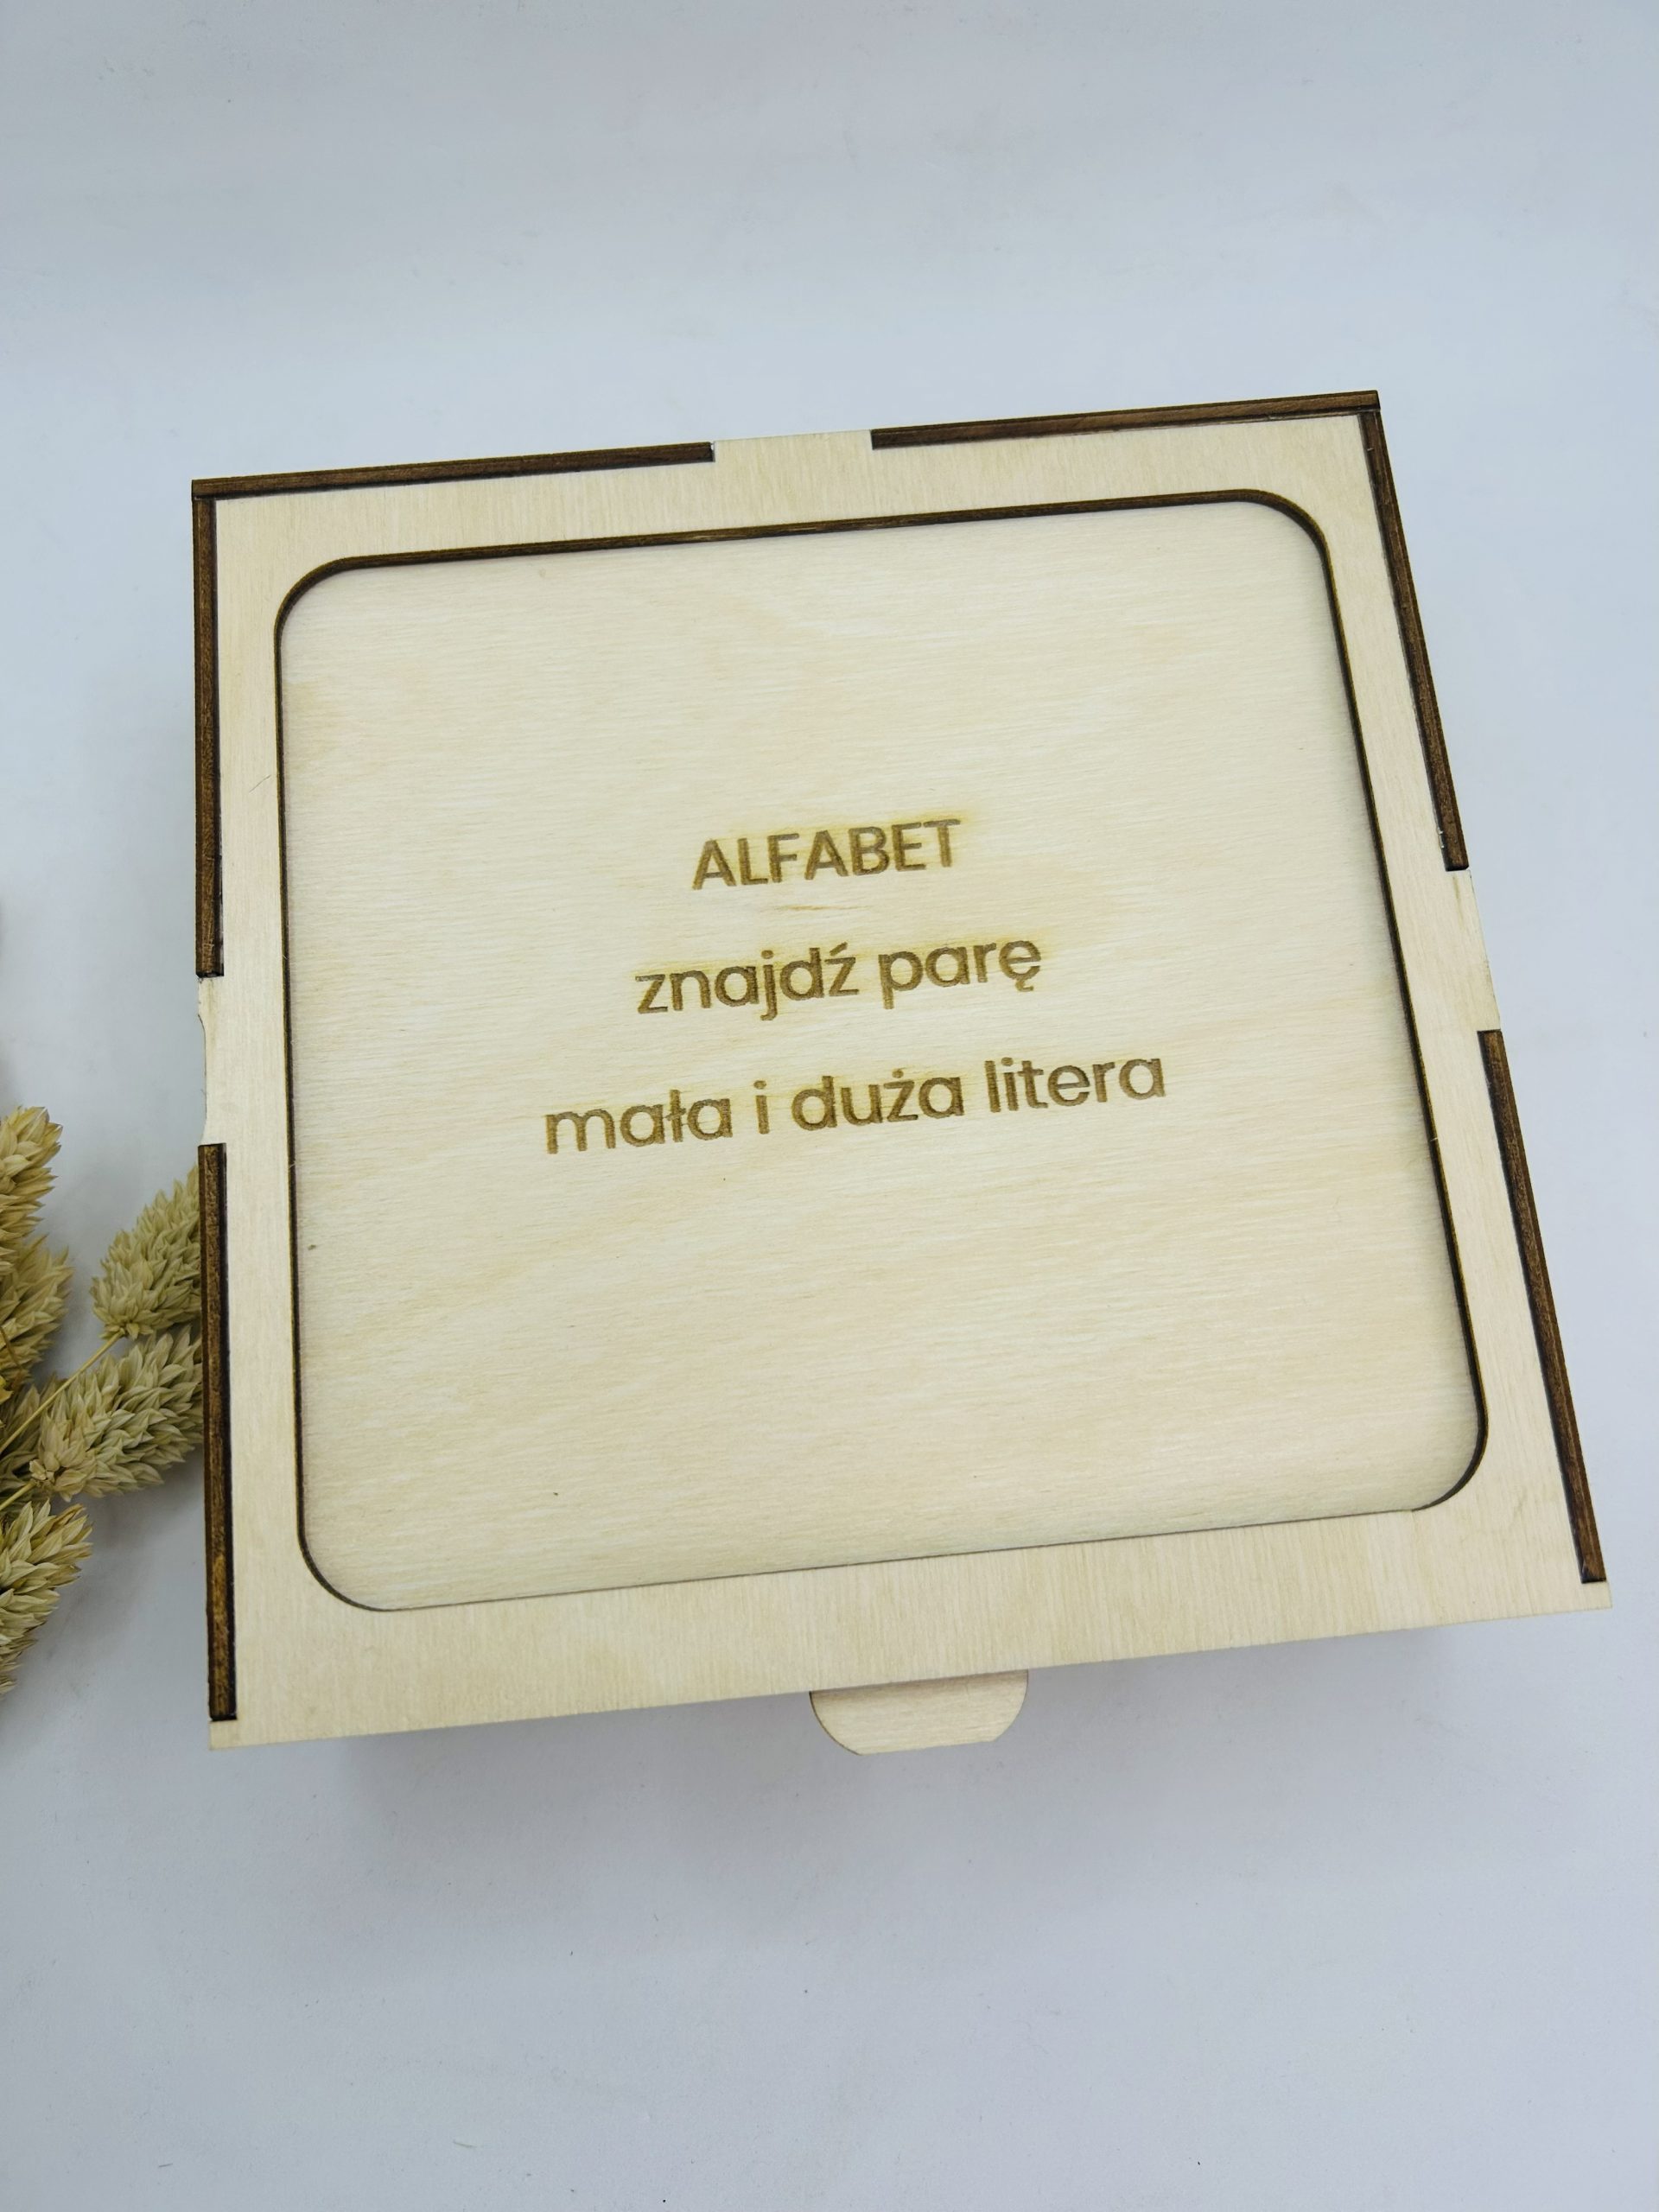 ALFABET
znajdź parę
mała i duża litera